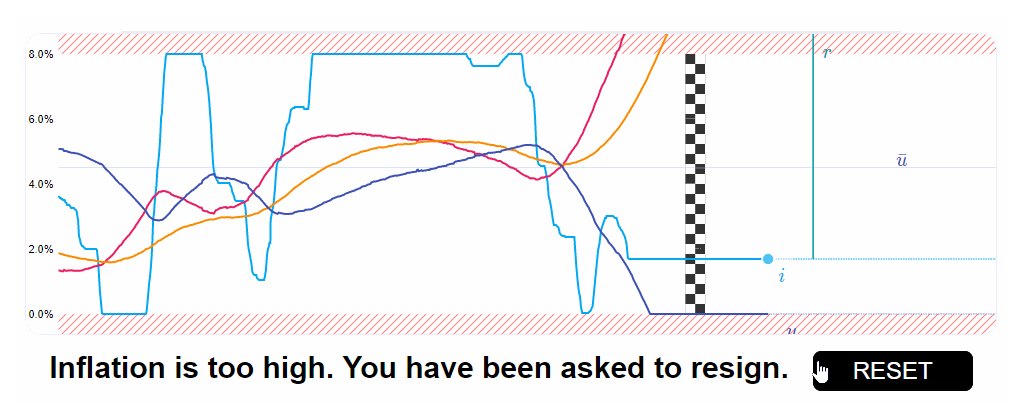 8.0%
r
6.0%
ū
4.0%
2.0%
i
0.0%
u
Inflation is too high. You have been asked to resign.
RESET